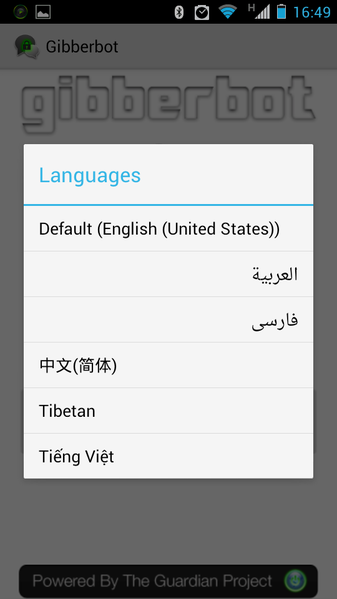 H
16:49
Gibberbot
gibberbot
Languages
Default (English (United States))
العربية
فارسی
中文(简体)
Tibetan
Tiếng Việt
Powered By The Guardian Project